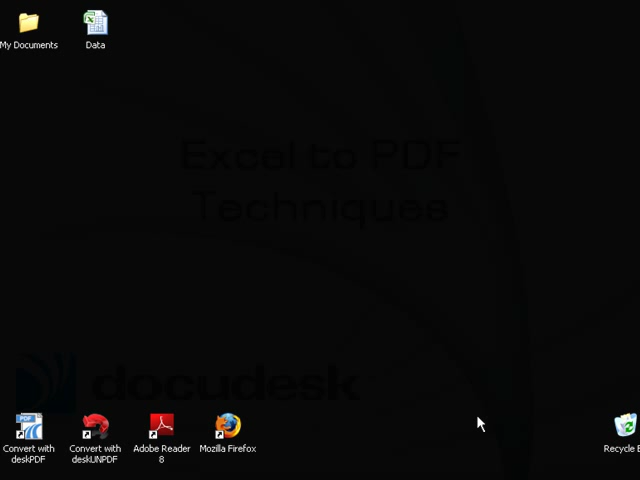 My Documents
Data
Excel to PDF
Techniques
docudesk
PDF
Convert with
deskPDF
Convert with
deskUNPDF
Adobe Reader
8
Mozilla Firefox
Recycle B